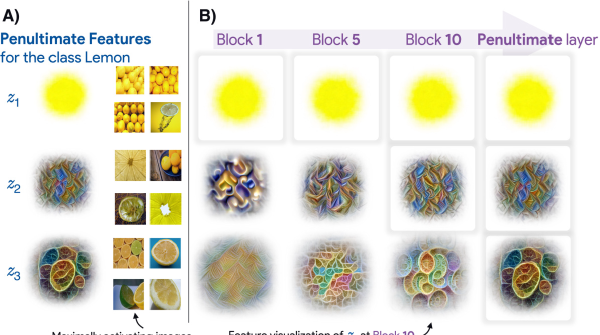 A)
Penultimate Features
for the class Lemon
z1
z2
z3
B)
Block 1
Block 5
Block 10
Penultimate layer
Maximally activating images
Feature visualization of z at Block 10